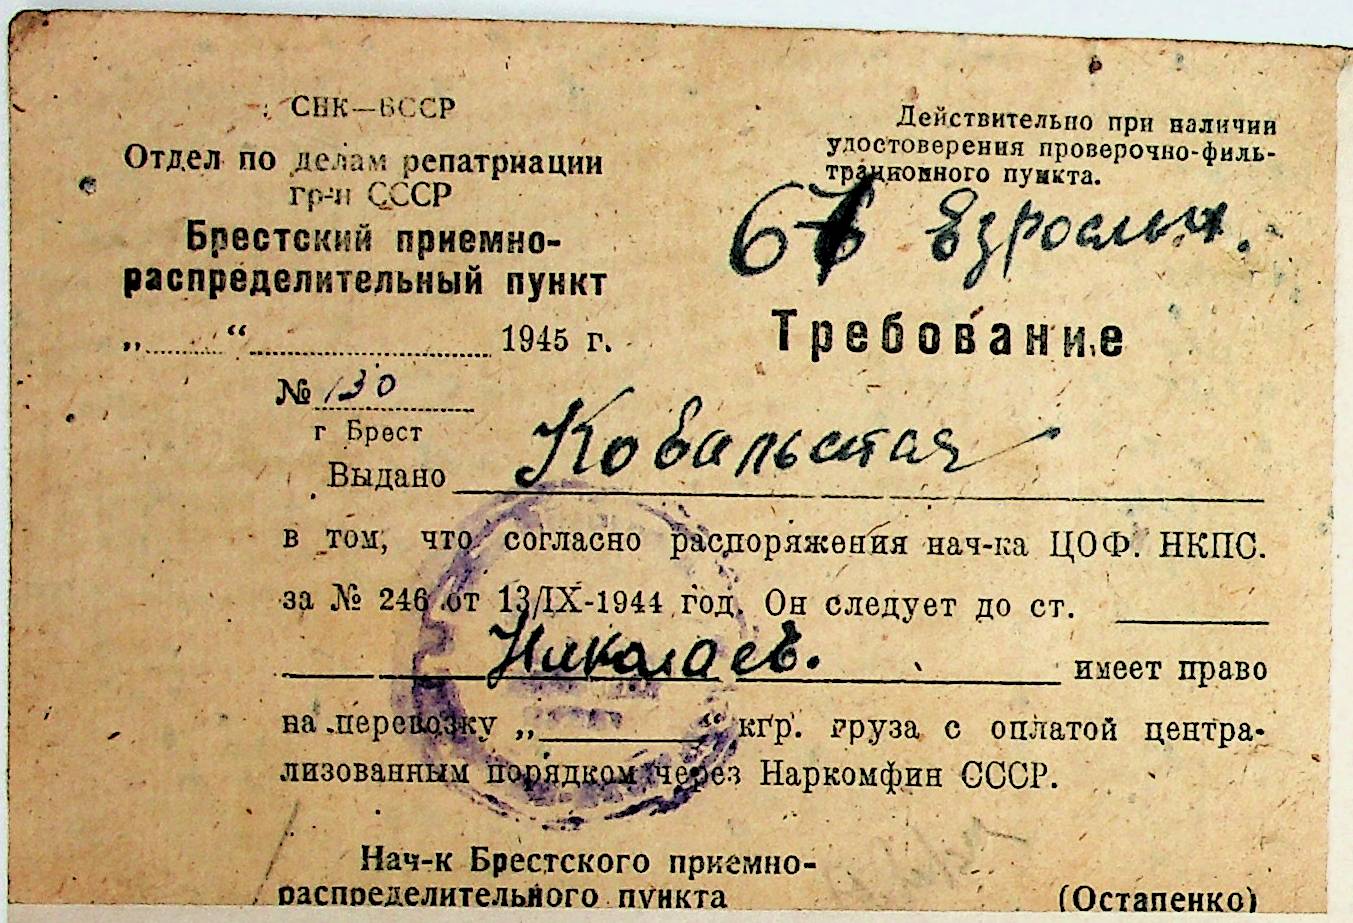 СНК—БССР
Отдел по делам репатриации
гр-н СССР
Брестский приемно-
распределительный пункт
„ “ 1945 г.
№ 130
г Брест
Действительно при наличии
удостоверения проверочно-филь-
трационного пункта.
Взрослых.
Требование
Выдано Ковальская
в том, что согласно распоряжения нач-ка ЦОФ. НКПС.
за № 246 от 13/IX-1944 год. Он следует до ст.
Николаев. имеет право
на перевозку „ “ кгр. груза с оплатой центра-
лизованным порядком через Наркомфин СССР.
Нач-к Брестского приемно-
распределительного пункта (Остапенко)